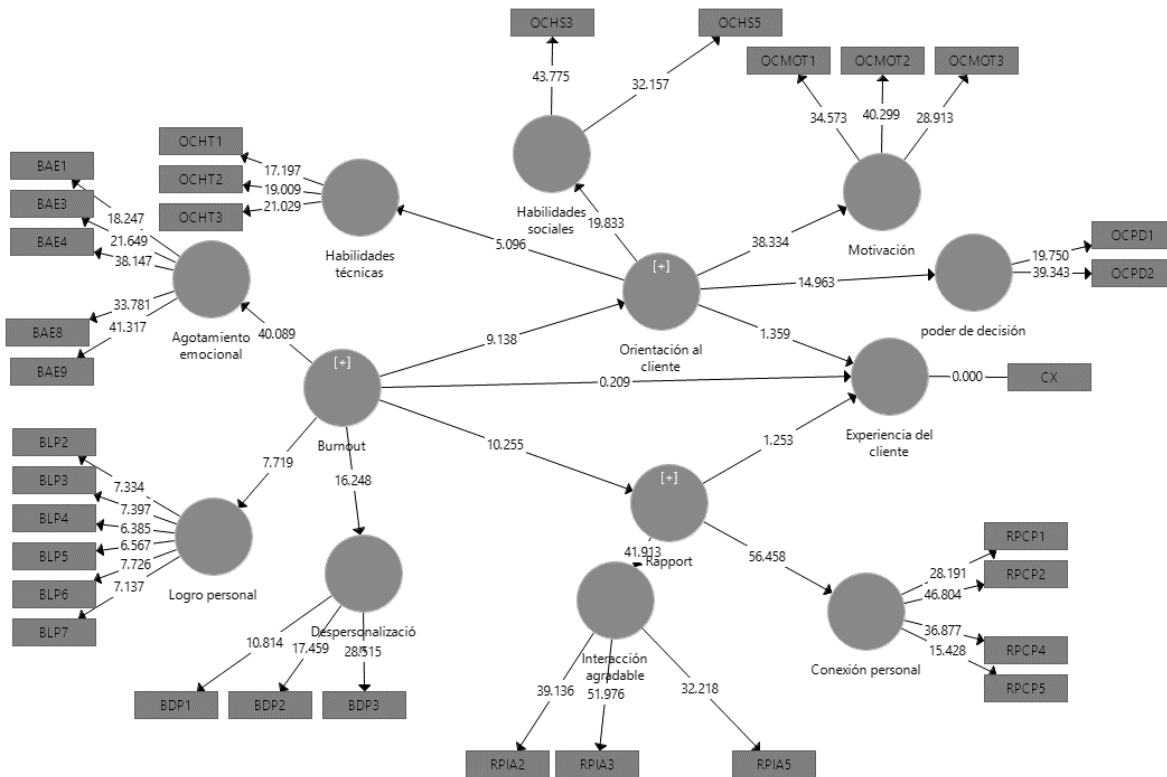 OCHS3
OCHS5
43.775
32.157
OCMOT1
OCMOT2
OCMOT3
34.573
40.299
28.913
OCHT1
OCHT2
OCHT3
17.197
19.009
21.029
Habilidades
técnicas
Habilidades
sociales
Motivación
BAE1
BAE3
BAE4
BAE8
BAE9
18.247
21.649
38.147
33.781
41.317
Agotamiento
emocional
5.096
19.833
38.334
14.963
OCPD1
OCPD2
19.750
39.343
poder de decisión
[+]
Orientación al
cliente
40.089
9.138
1.359
[+]
Burnout
0.209
0.000
CX
Experiencia del
cliente
10.255
1.253
7.719
16.248
BLP2
BLP3
BLP4
BLP5
BLP6
BLP7
7.334
7.397
6.385
6.567
7.726
7.137
Logro personal
[+]
Rapport
41.913
56.458
Despersonalizació
10.814
17.459
28.515
BDP1
BDP2
BDP3
Interacción
agradable
39.136
51.976
32.218
RPIA2
RPIA3
RPIA5
Conexión personal
28.191
46.804
36.877
15.428
RPCP1
RPCP2
RPCP4
RPCP5